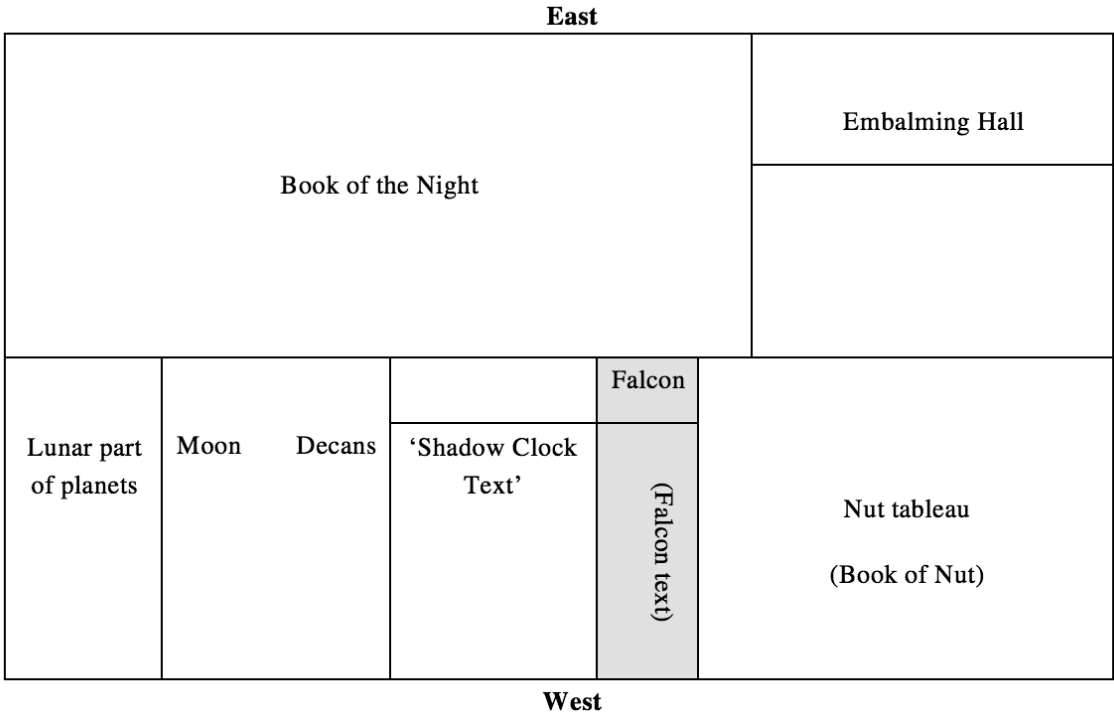 East
Embalming Hall
Book of the Night
Falcon
Lunar part
of planets
Moon Decans
‘Shadow Clock
Text’
(Falcon text)
Nut tableau
(Book of Nut)
West